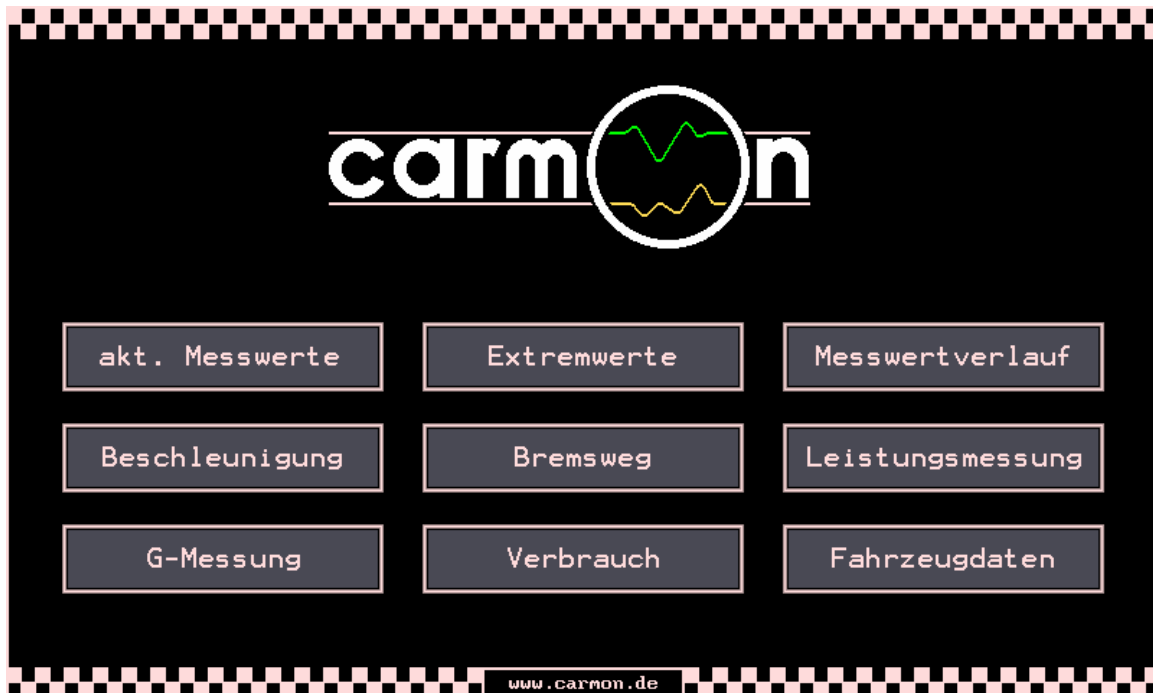 carmon
akt. Messwerte
Extremwerte
Messwertverlauf
Beschleunigung
Bremsweg
Leistungsmessung
G-Messung
Verbrauch
Fahrzeugdaten
www.carmon.de